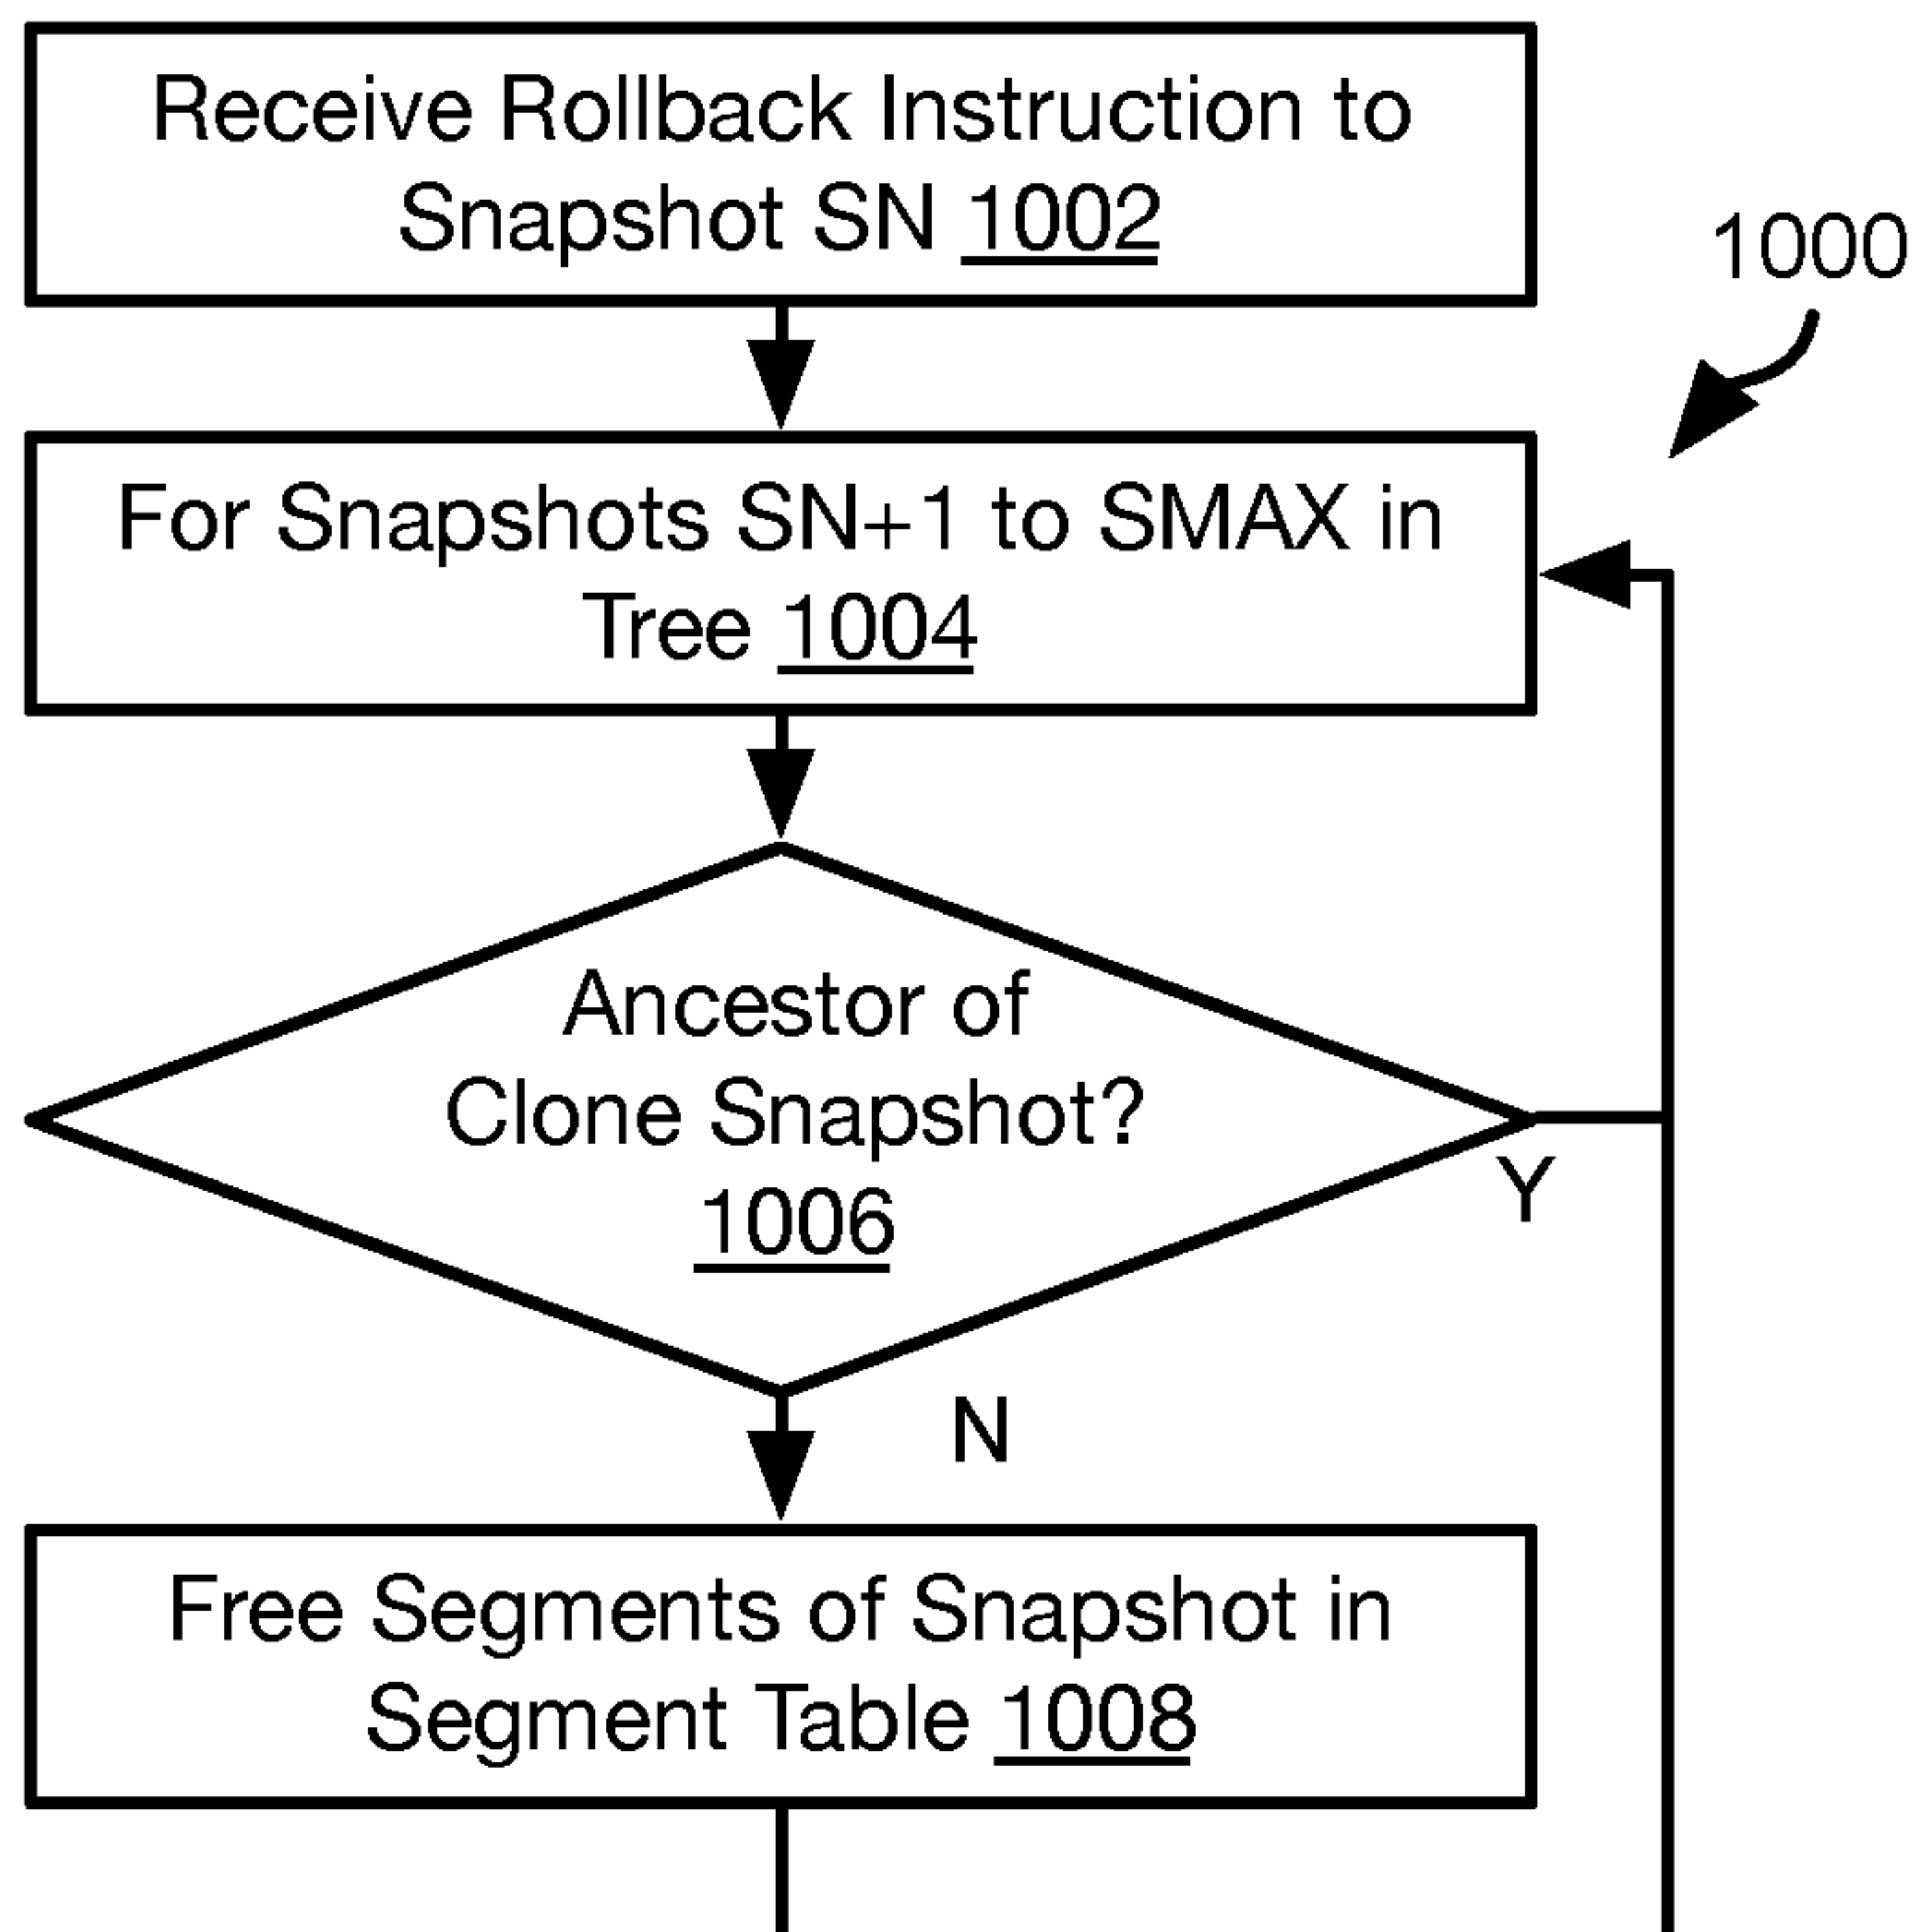 Receive Rollback Instruction to
Snapshot SN 1002
1000
For Snapshots SN+1 to SMAX in
Tree 1004
Ancestor of
Clone Snapshot?
1006
Y
N
Free Segments of Snapshot in
Segment Table 1008